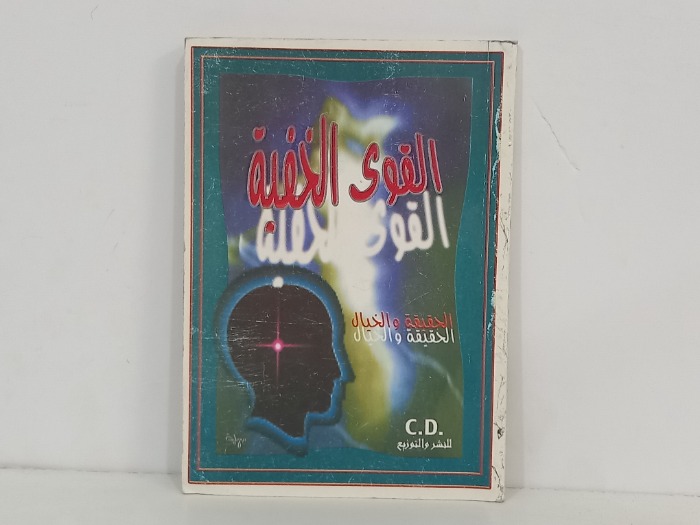 القوى الخفية
القوى الخفية
الحقيقة والخيال
الحقيقة والخيال
C.D.
للنشر والتوزيع